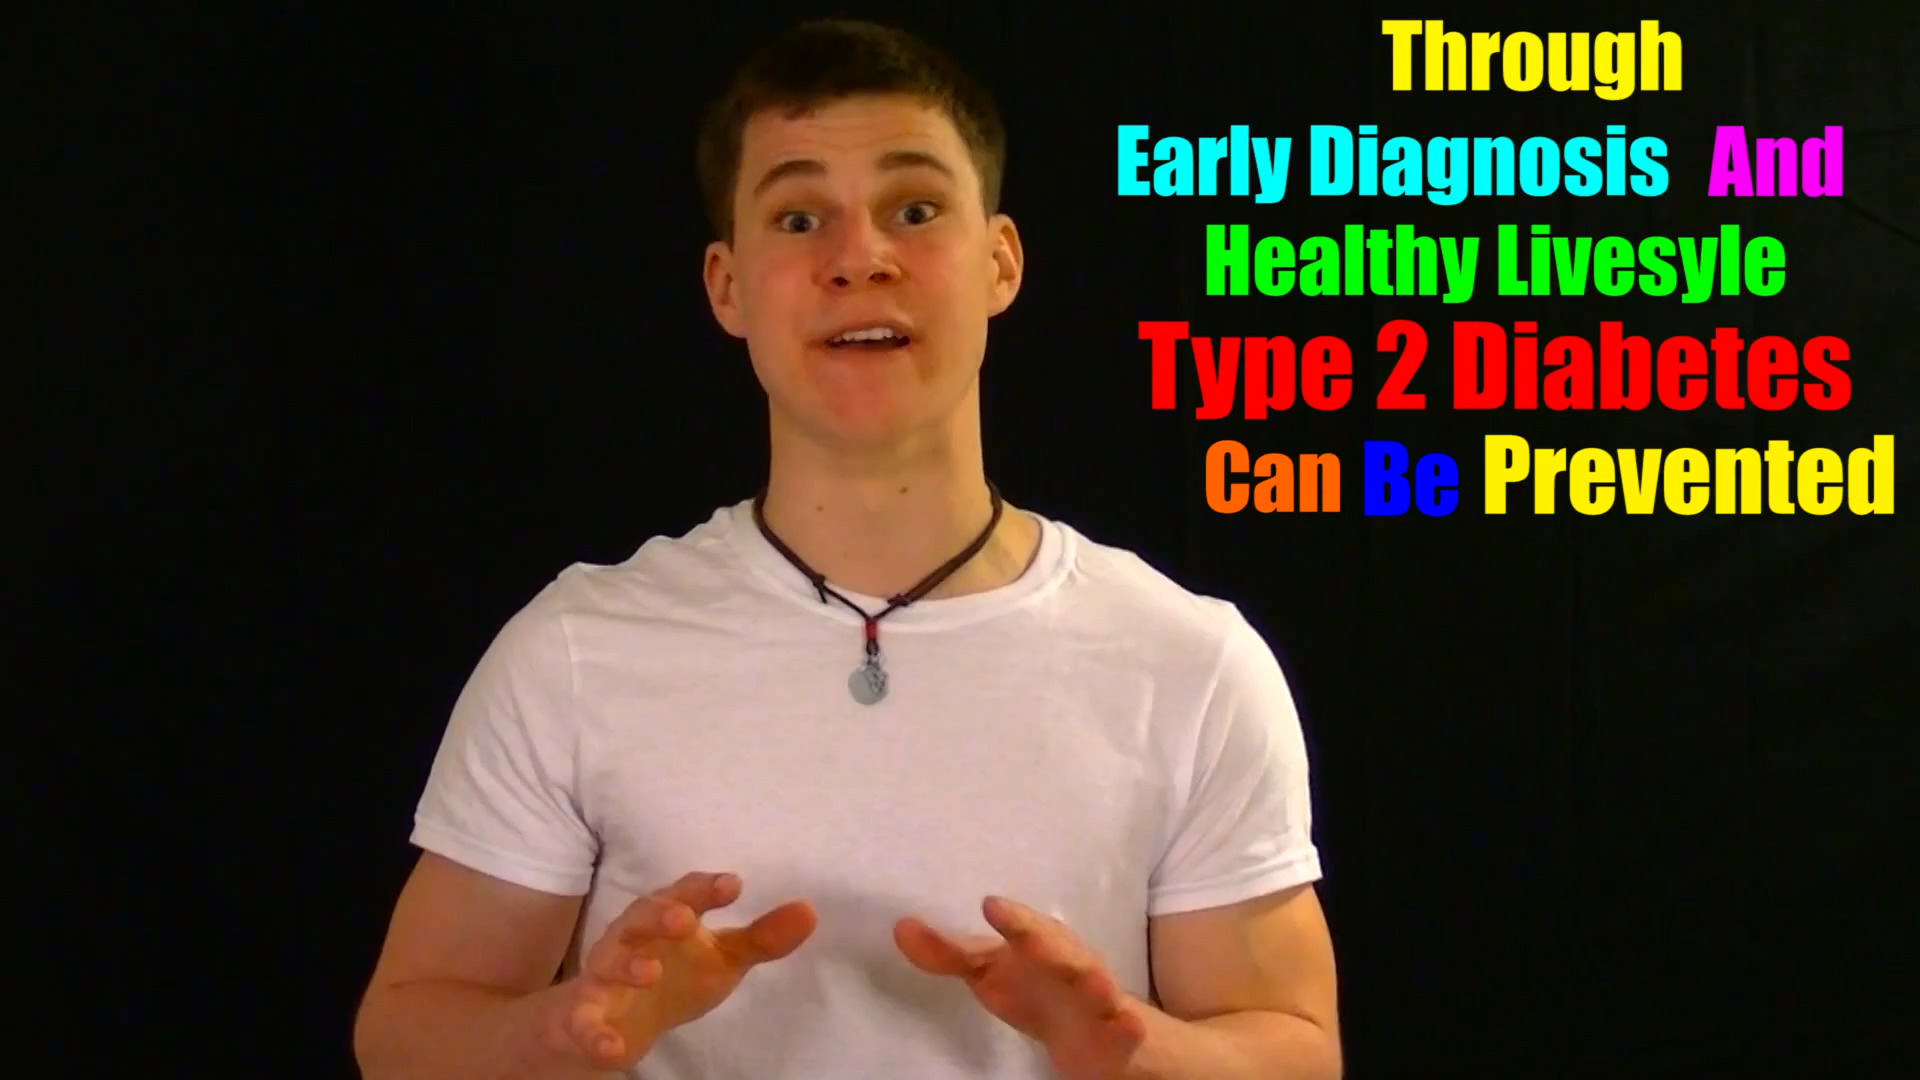 Through
Early Diagnosis And
Healthy Livesyle
Type 2 Diabetes
Can Be Prevented